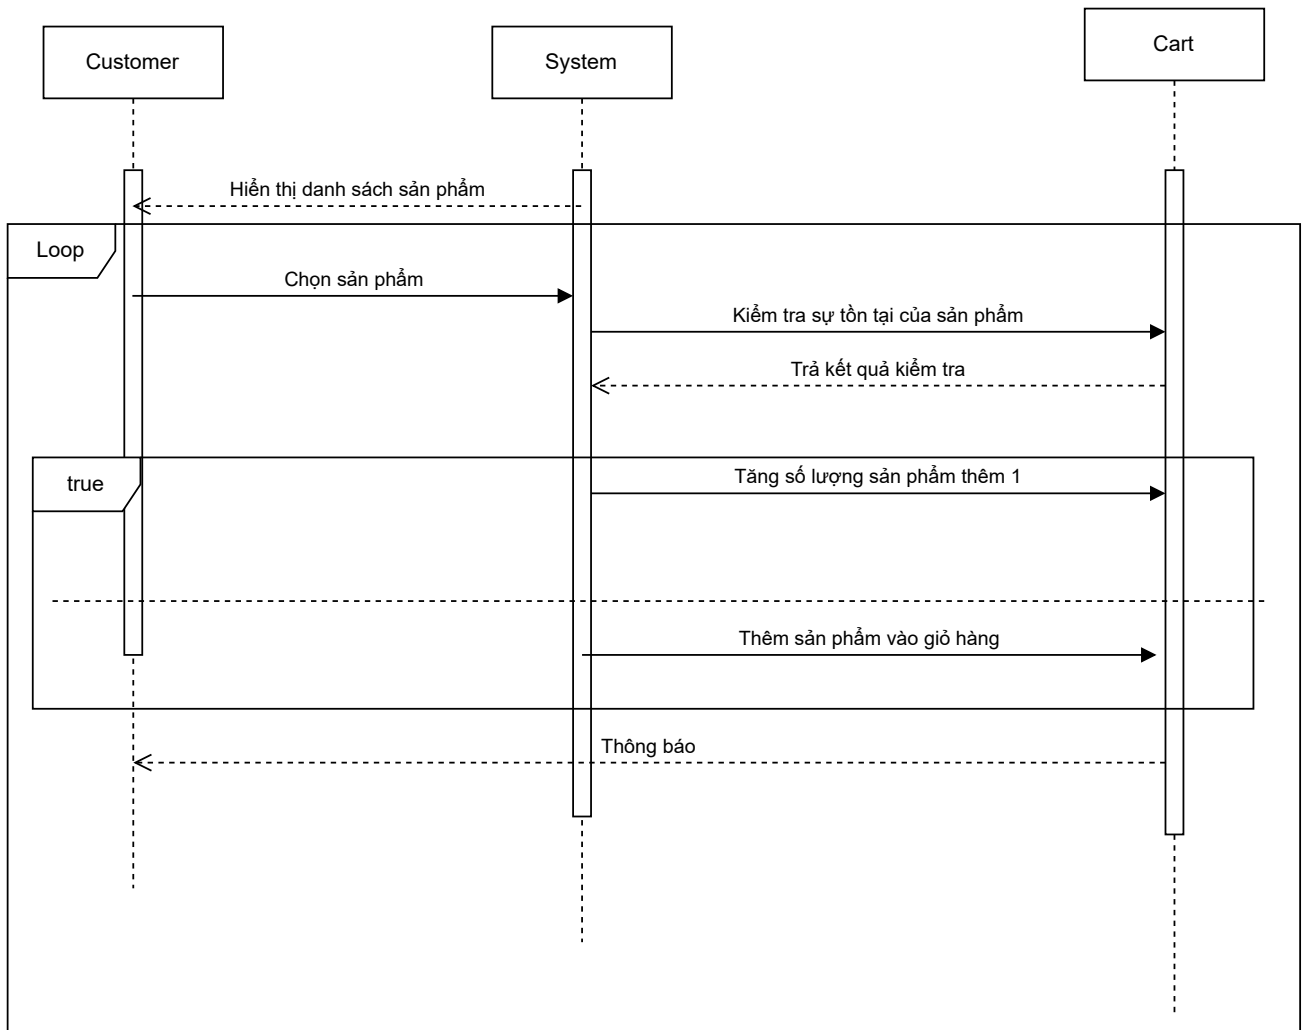 Customer
System
Cart
Hiển thị danh sách sản phẩm
Loop
Chọn sản phẩm
Kiểm tra sự tồn tại của sản phẩm
Trả kết quả kiểm tra
true
Tăng số lượng sản phẩm thêm 1
Thêm sản phẩm vào giỏ hàng
Thông báo